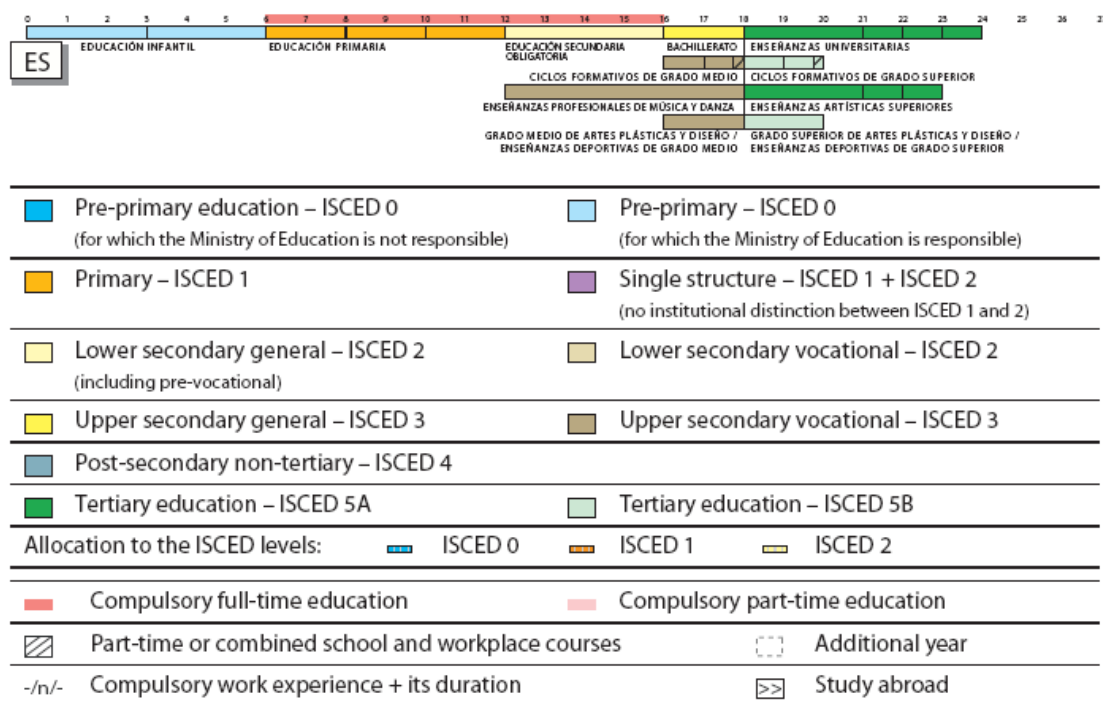 0 1 2 3 4 5 6 7 8 9 10 11 12 13 14 15 16 17 18 19 20 21 22 23 24 25 26
ES
EDUCACIÓN INFANTIL EDUCACIÓN PRIMARIA EDUCACIÓN SECUNDARIA BACHILLERATO ENSEÑANZAS UNIVERSITARIAS
OBLIGATORIA
CICLOS FORMATIVOS DE GRADO MEDIO CICLOS FORMATIVOS DE GRADO SUPERIOR
ENSEÑANZAS PROFESIONALES DE MÚSICA Y DANZA ENSEÑANZAS ARTÍSTICAS SUPERIORES
GRADO MEDIO DE ARTES PLÁSTICAS Y DISEÑO / GRADO SUPERIOR DE ARTES PLÁSTICAS Y DISEÑO /
ENSEÑANZAS DEPORTIVAS DE GRADO MEDIO ENSEÑANZAS DEPORTIVAS DE GRADO SUPERIOR
Pre-primary education – ISCED 0 Pre-primary – ISCED 0
(for which the Ministry of Education is not responsible) (for which the Ministry of Education is responsible)
Primary – ISCED 1 Single structure – ISCED 1 + ISCED 2
(no institutional distinction between ISCED 1 and 2)
Lower secondary general – ISCED 2 Lower secondary vocational – ISCED 2
(including pre-vocational)
Upper secondary general – ISCED 3 Upper secondary vocational – ISCED 3
Post-secondary non-tertiary – ISCED 4
Tertiary education – ISCED 5A Tertiary education – ISCED 5B
Allocation to the ISCED levels: ISCED 0 ISCED 1 ISCED 2
Compulsory full-time education Compulsory part-time education
Part-time or combined school and workplace courses Additional year
-/n/- Compulsory work experience + its duration >> Study abroad